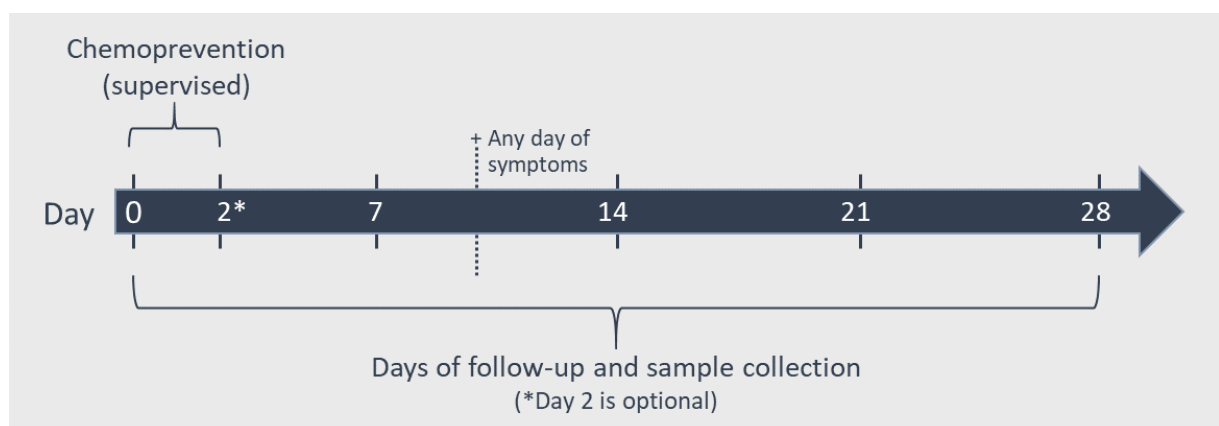 Chemoprevention
(supervised)
+ Any day of
symptoms
Day 0 2* 7 14 21 28
Days of follow-up and sample collection
(*Day 2 is optional)